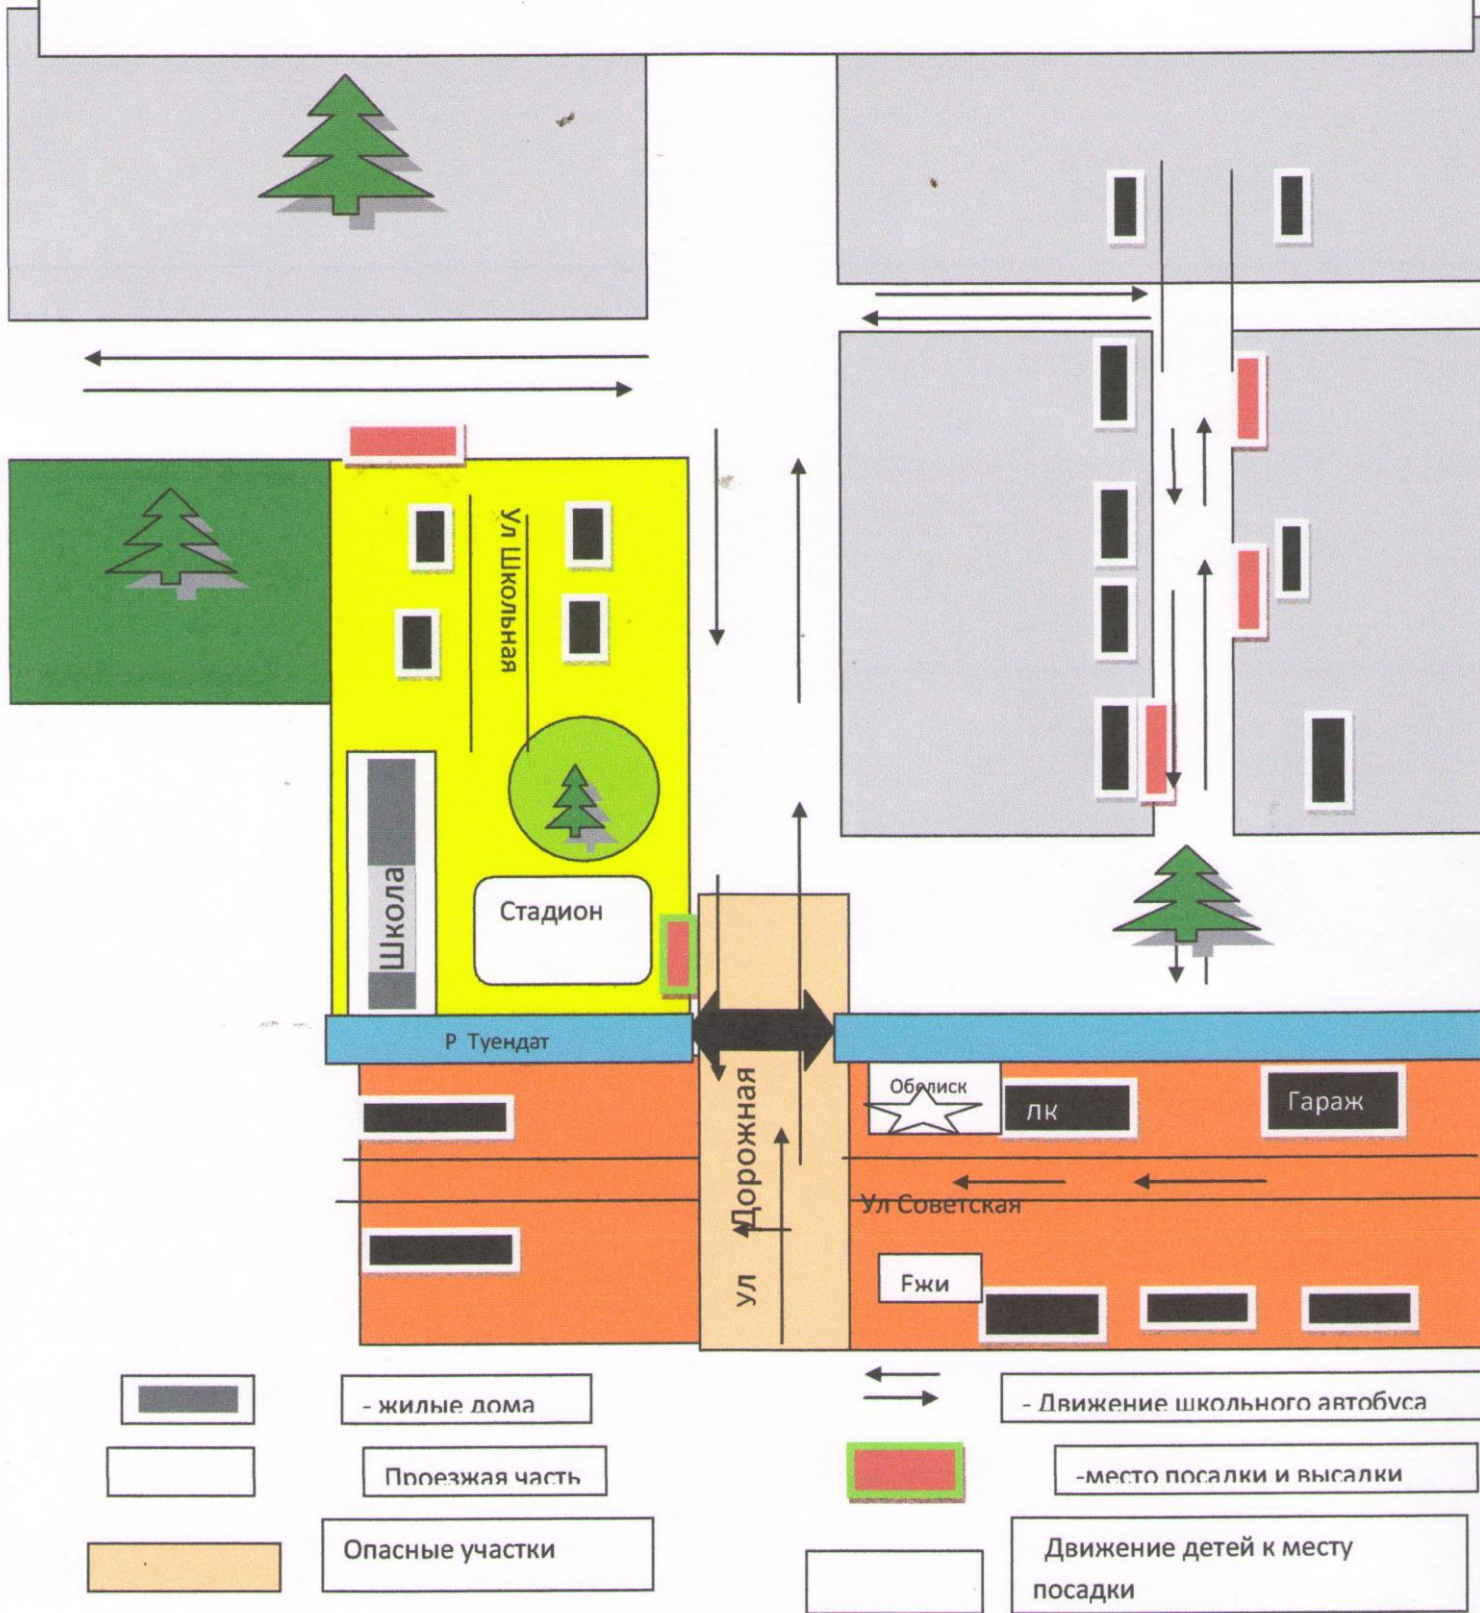 Ул Школьная
Школа
Стадион
Р Туендат
Обелиск
лк
Гараж
Ул Дорожная
Ул Советская
Fжи
- жилые дома
- Движение школьного автобуса
Проезжая часть
-место посадки и высадки
Опасные участки
Движение детей к месту
посадки